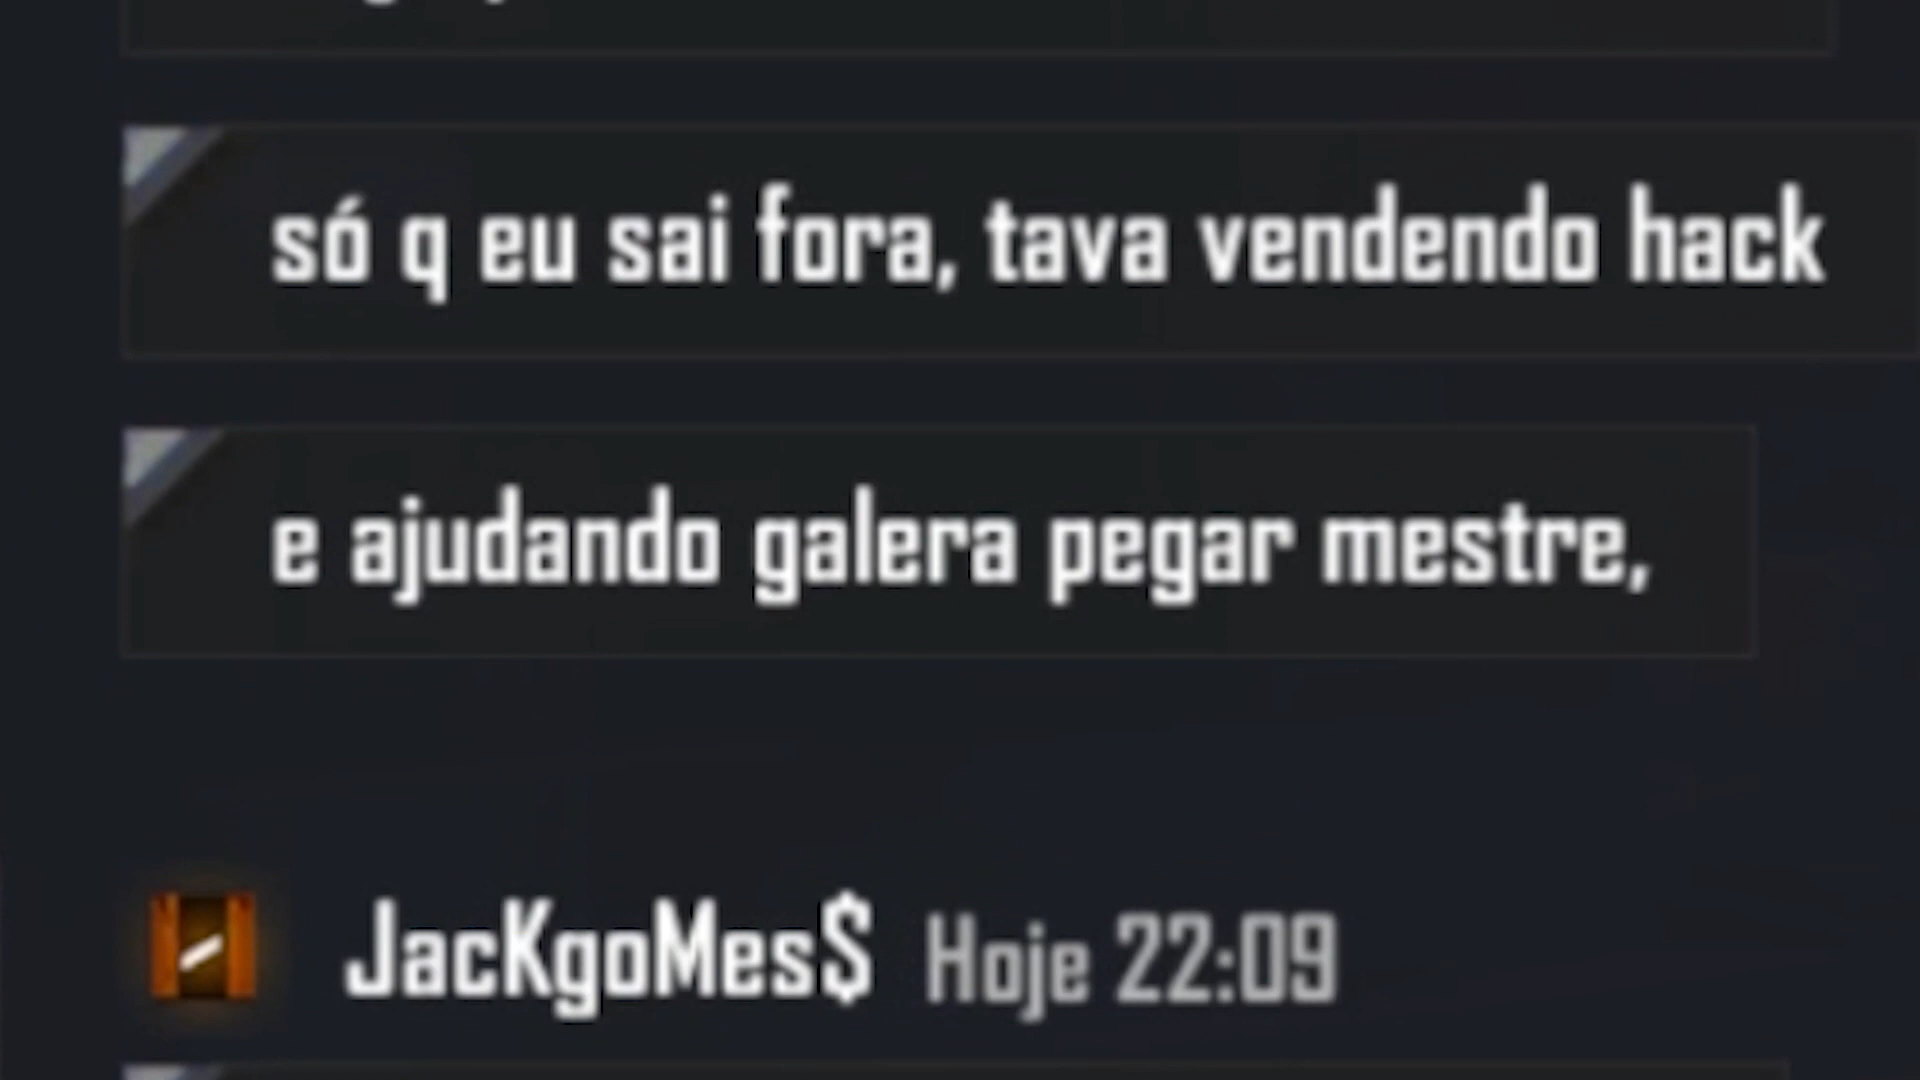 só q eu sai fora, tava vendendo hack
e ajudando galera pegar mestre,
JacKgoMes$ Hoje 22:09